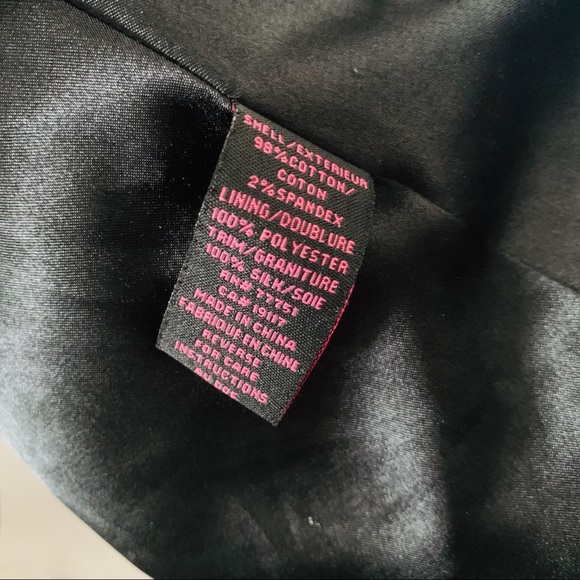 SHELL/EXTERIEUR
98%COTTON/
COTON
2%SPANDEX
LINING/DOUBLURE
100% POLYESTER
TRIM/GRANITURE
100% SILK/SOIE
RN# 77751
CA# 19117
MADE IN CHINA
FABRIQUE EN CHINE
REVERSE
FOR CARE
INSTRUCTIONS